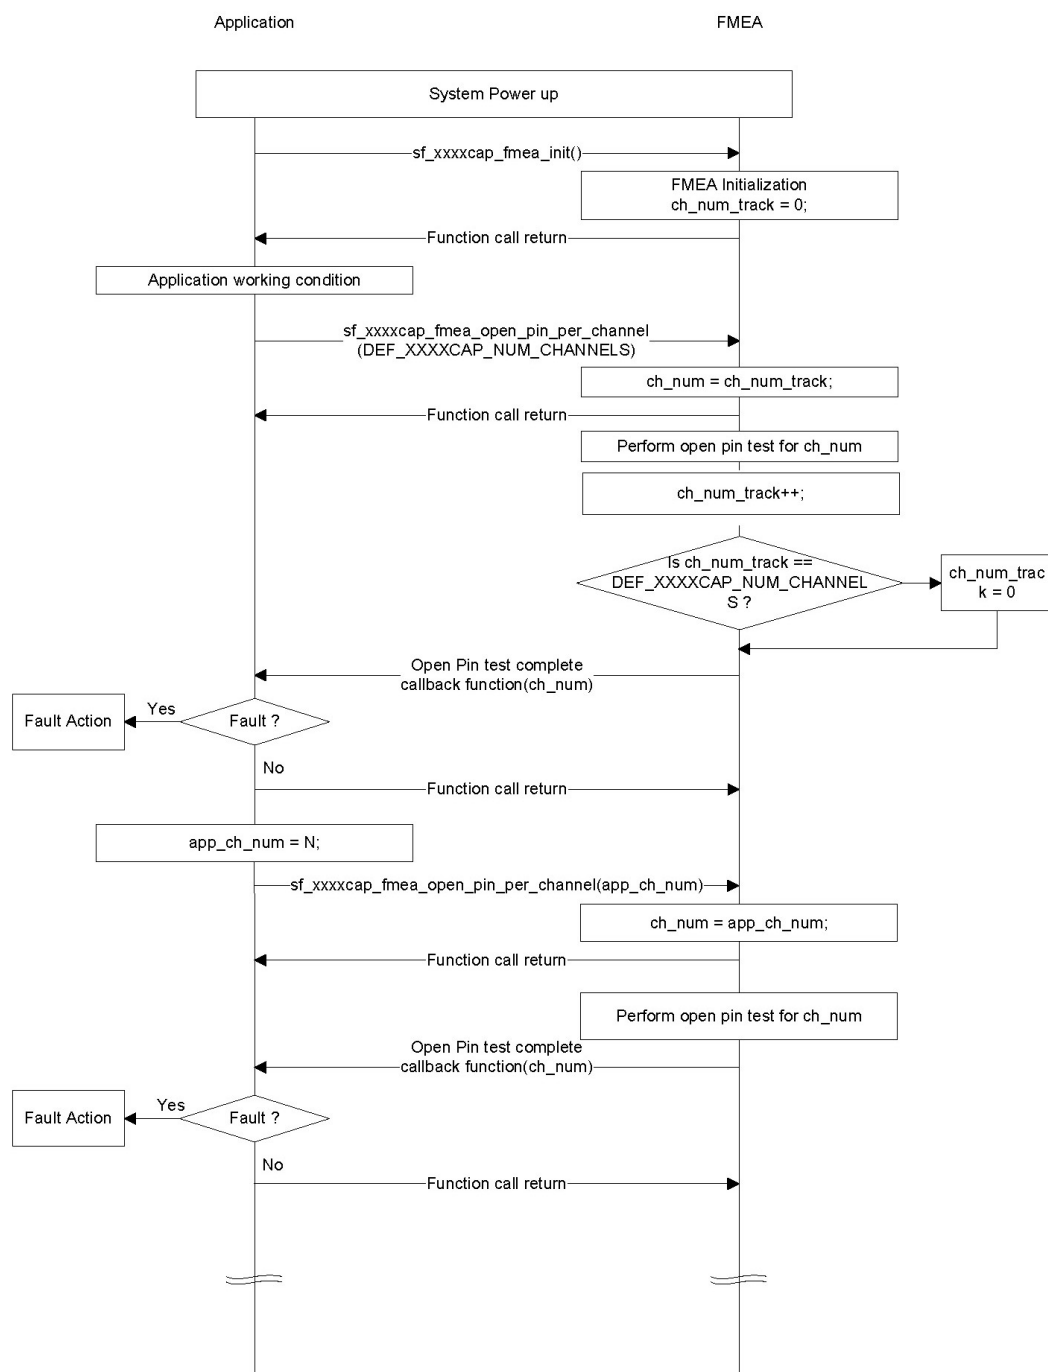 Application
FMEA
System Power up
sf_xxxxcap_fmea_init()
FMEA Initialization
ch_num_track = 0;
Function call return
Application working condition
sf_xxxxcap_fmea_open_pin_per_channel
(DEF_XXXXCAP_NUM_CHANNELS)
ch_num = ch_num_track;
Function call return
Perform open pin test for ch_num
ch_num_track++;
Is ch_num_track ==
DEF_XXXXCAP_NUM_CHANNEL
S ?
ch_num_trac
k = 0
Open Pin test complete
callback function(ch_num)
Fault Action
Yes
Fault ?
No
Function call return
app_ch_num = N;
sf_xxxxcap_fmea_open_pin_per_channel(app_ch_num)
ch_num = app_ch_num;
Function call return
Perform open pin test for ch_num
Open Pin test complete
callback function(ch_num)
Fault Action
Yes
Fault ?
No
Function call return